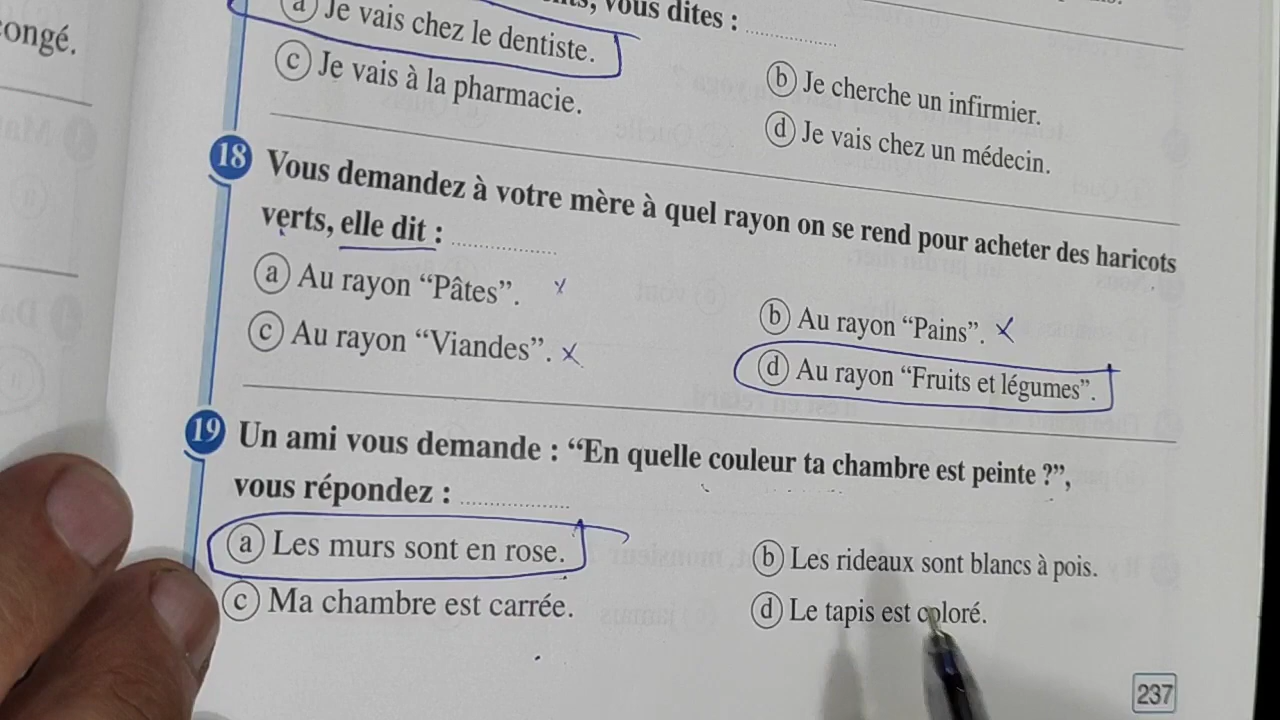 vous dites : ..................
congé.
a Je vais chez le dentiste.
b Je cherche un infirmier.
c Je vais à la pharmacie.
d Je vais chez un médecin.
18 Vous demandez à votre mère à quel rayon on se rend pour acheter des haricots
verts, elle dit : ..................
a Au rayon “Pâtes”.
b Au rayon “Pains”.
c Au rayon “Viandes”.
d Au rayon “Fruits et légumes”.
19 Un ami vous demande : “En quelle couleur ta chambre est peinte ?”,
vous répondez : ..................
a Les murs sont en rose.
b Les rideaux sont blancs à pois.
c Ma chambre est carrée.
d Le tapis est coloré.
237